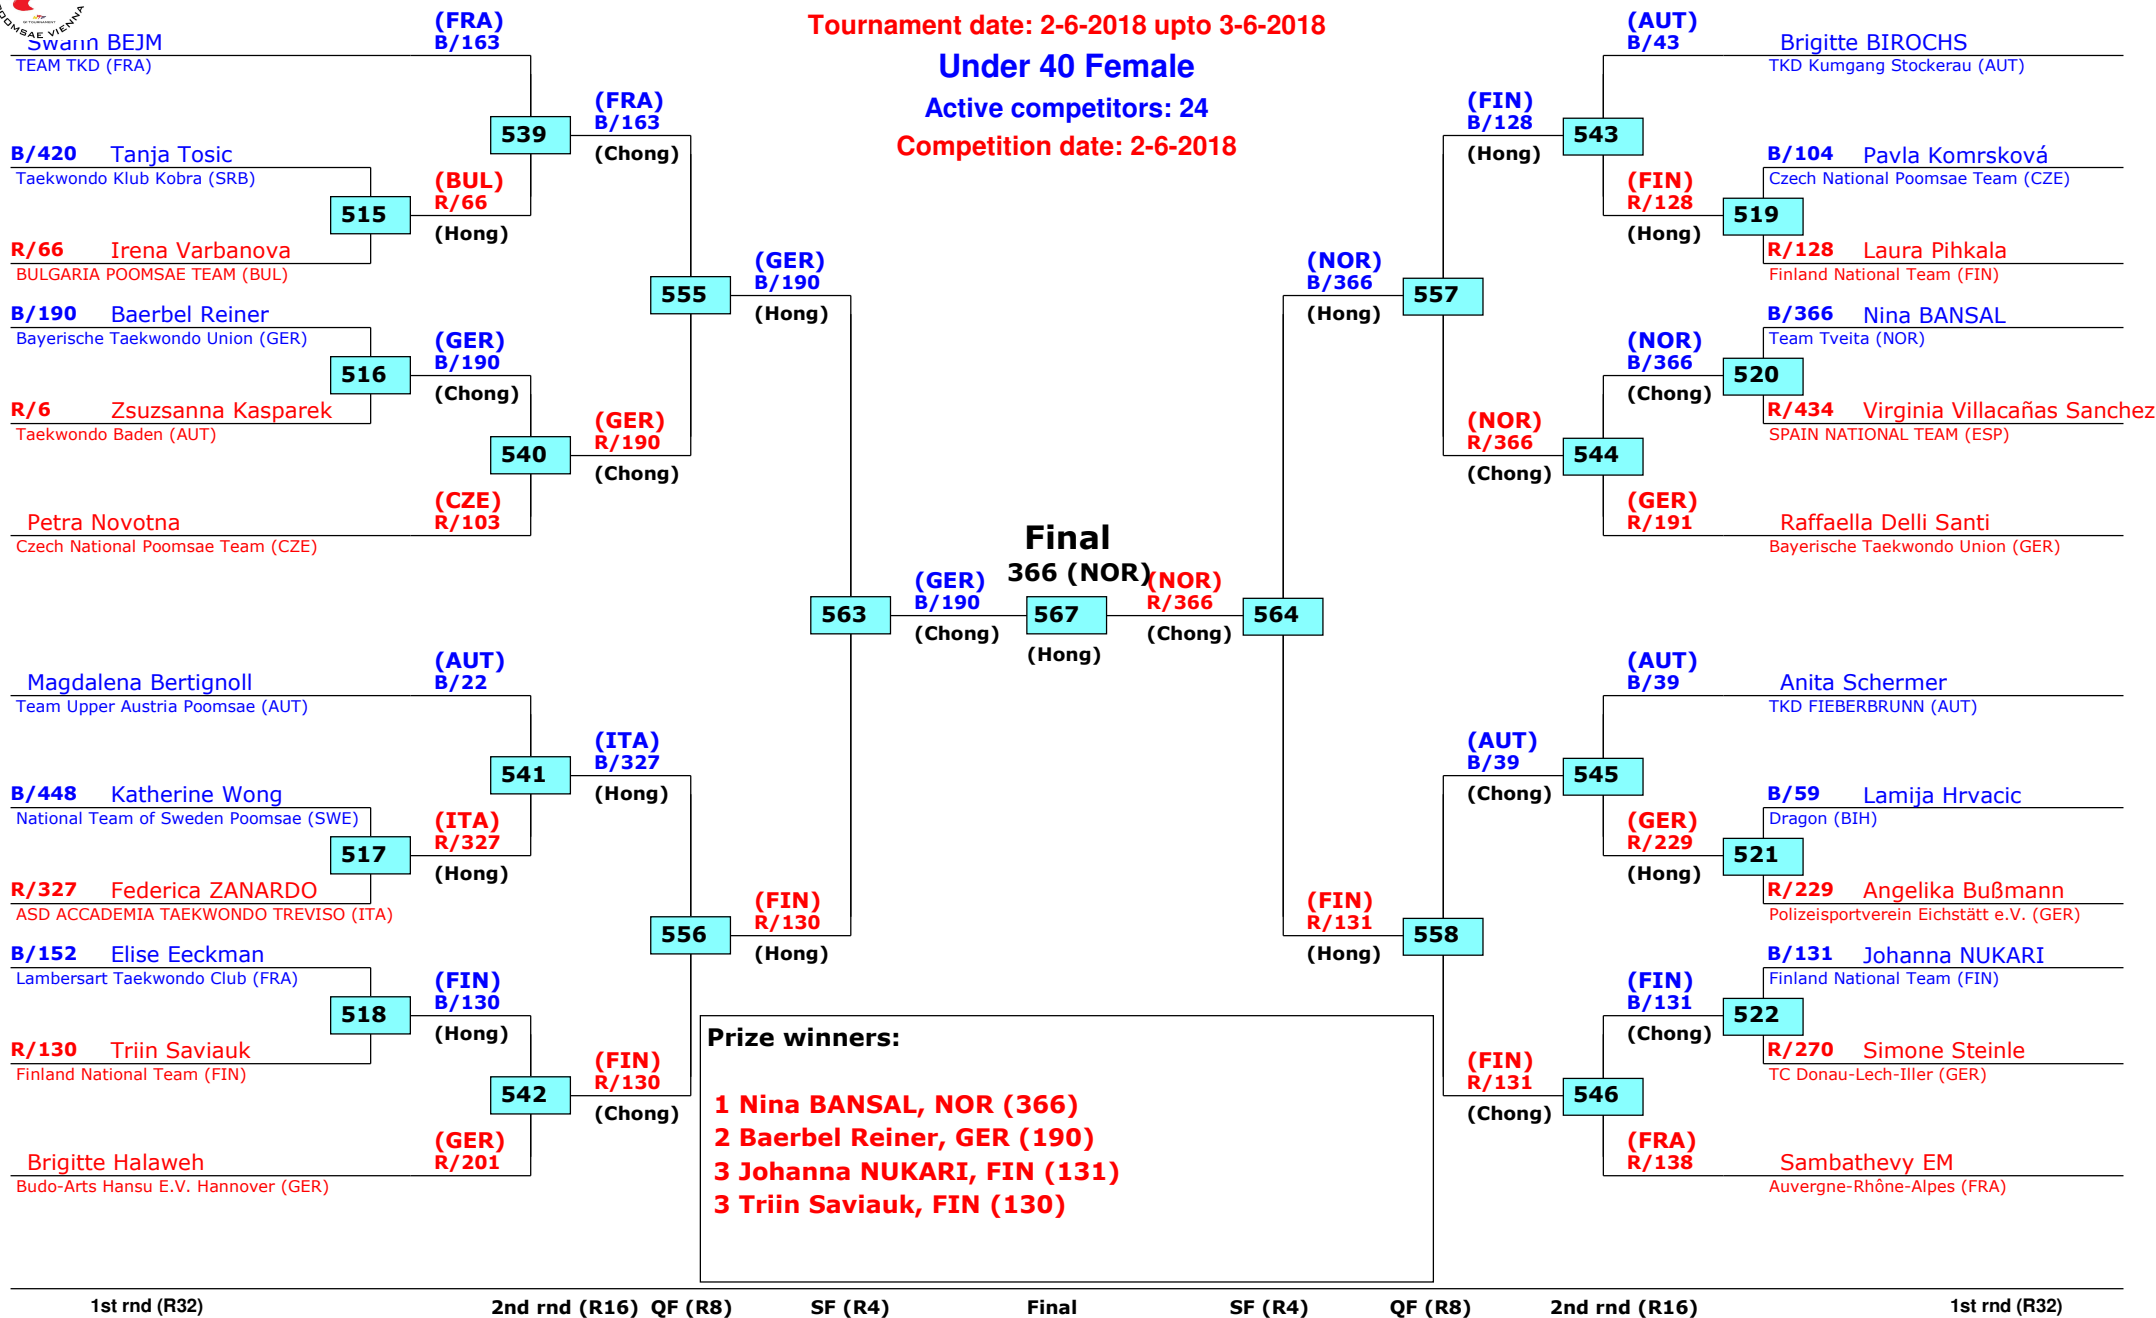 POOMSAE VIENNA
Tournament date: 2-6-2018 upto 3-6-2018
Under 40 Female
Active competitors: 24
Competition date: 2-6-2018
Swann BEJM
TEAM TKD (FRA)
(FRA)
B/163
B/420 Tanja Tosic
Taekwondo Klub Kobra (SRB)
515
R/66 Irena Varbanova
BULGARIA POOMSAE TEAM (BUL)
(BUL)
R/66
(Hong)
539
(FRA)
B/163
(Chong)
B/190 Baerbel Reiner
Bayerische Taekwondo Union (GER)
516
R/6 Zsuzsanna Kasparek
Taekwondo Baden (AUT)
(GER)
B/190
(Chong)
540
(GER)
R/190
(Chong)
Petra Novotna
Czech National Poomsae Team (CZE)
(CZE)
R/103
555
(GER)
B/190
(Hong)
Magdalena Bertignoll
Team Upper Austria Poomsae (AUT)
(AUT)
B/22
B/448 Katherine Wong
National Team of Sweden Poomsae (SWE)
517
R/327 Federica ZANARDO
ASD ACCADEMIA TAEKWONDO TREVISO (ITA)
(ITA)
R/327
(Hong)
541
(ITA)
B/327
(Hong)
B/152 Elise Eeckman
Lambersart Taekwondo Club (FRA)
518
R/130 Triin Saviauk
Finland National Team (FIN)
(FIN)
B/130
(Hong)
542
(FIN)
R/130
(Chong)
Brigitte Halaweh
Budo-Arts Hansu E.V. Hannover (GER)
(GER)
R/201
556
(FIN)
R/130
(Hong)
563
(GER)
B/190
(Chong)
Final
366 (NOR)
567
(Hong)
(NOR)
R/366
(Chong)
564
(AUT)
B/43
Brigitte BIROCHS
TKD Kumgang Stockerau (AUT)
(FIN)
B/128
(Hong)
543
B/104 Pavla Komrsková
Czech National Poomsae Team (CZE)
(FIN)
R/128
(Hong)
519
R/128 Laura Pihkala
Finland National Team (FIN)
(NOR)
B/366
(Hong)
557
B/366 Nina BANSAL
Team Tveita (NOR)
(NOR)
B/366
(Chong)
520
R/434 Virginia Villacañas Sanchez
SPAIN NATIONAL TEAM (ESP)
(NOR)
R/366
(Chong)
544
(GER)
R/191
Raffaella Delli Santi
Bayerische Taekwondo Union (GER)
(AUT)
B/39
Anita Schermer
TKD FIEBERBRUNN (AUT)
(AUT)
B/39
(Chong)
545
B/59 Lamija Hrvacic
Dragon (BIH)
(GER)
R/229
(Hong)
521
R/229 Angelika Bußmann
Polizeisportverein Eichstätt e.V. (GER)
(FIN)
R/131
(Hong)
558
B/131 Johanna NUKARI
Finland National Team (FIN)
(FIN)
B/131
(Chong)
522
R/270 Simone Steinle
TC Donau-Lech-Iller (GER)
(FIN)
R/131
(Chong)
546
(FRA)
R/138
Sambathevy EM
Auvergne-Rhône-Alpes (FRA)
Prize winners:
1 Nina BANSAL, NOR (366)
2 Baerbel Reiner, GER (190)
3 Johanna NUKARI, FIN (131)
3 Triin Saviauk, FIN (130)
1st rnd (R32) 2nd rnd (R16) QF (R8) SF (R4) Final SF (R4) QF (R8) 2nd rnd (R16) 1st rnd (R32)